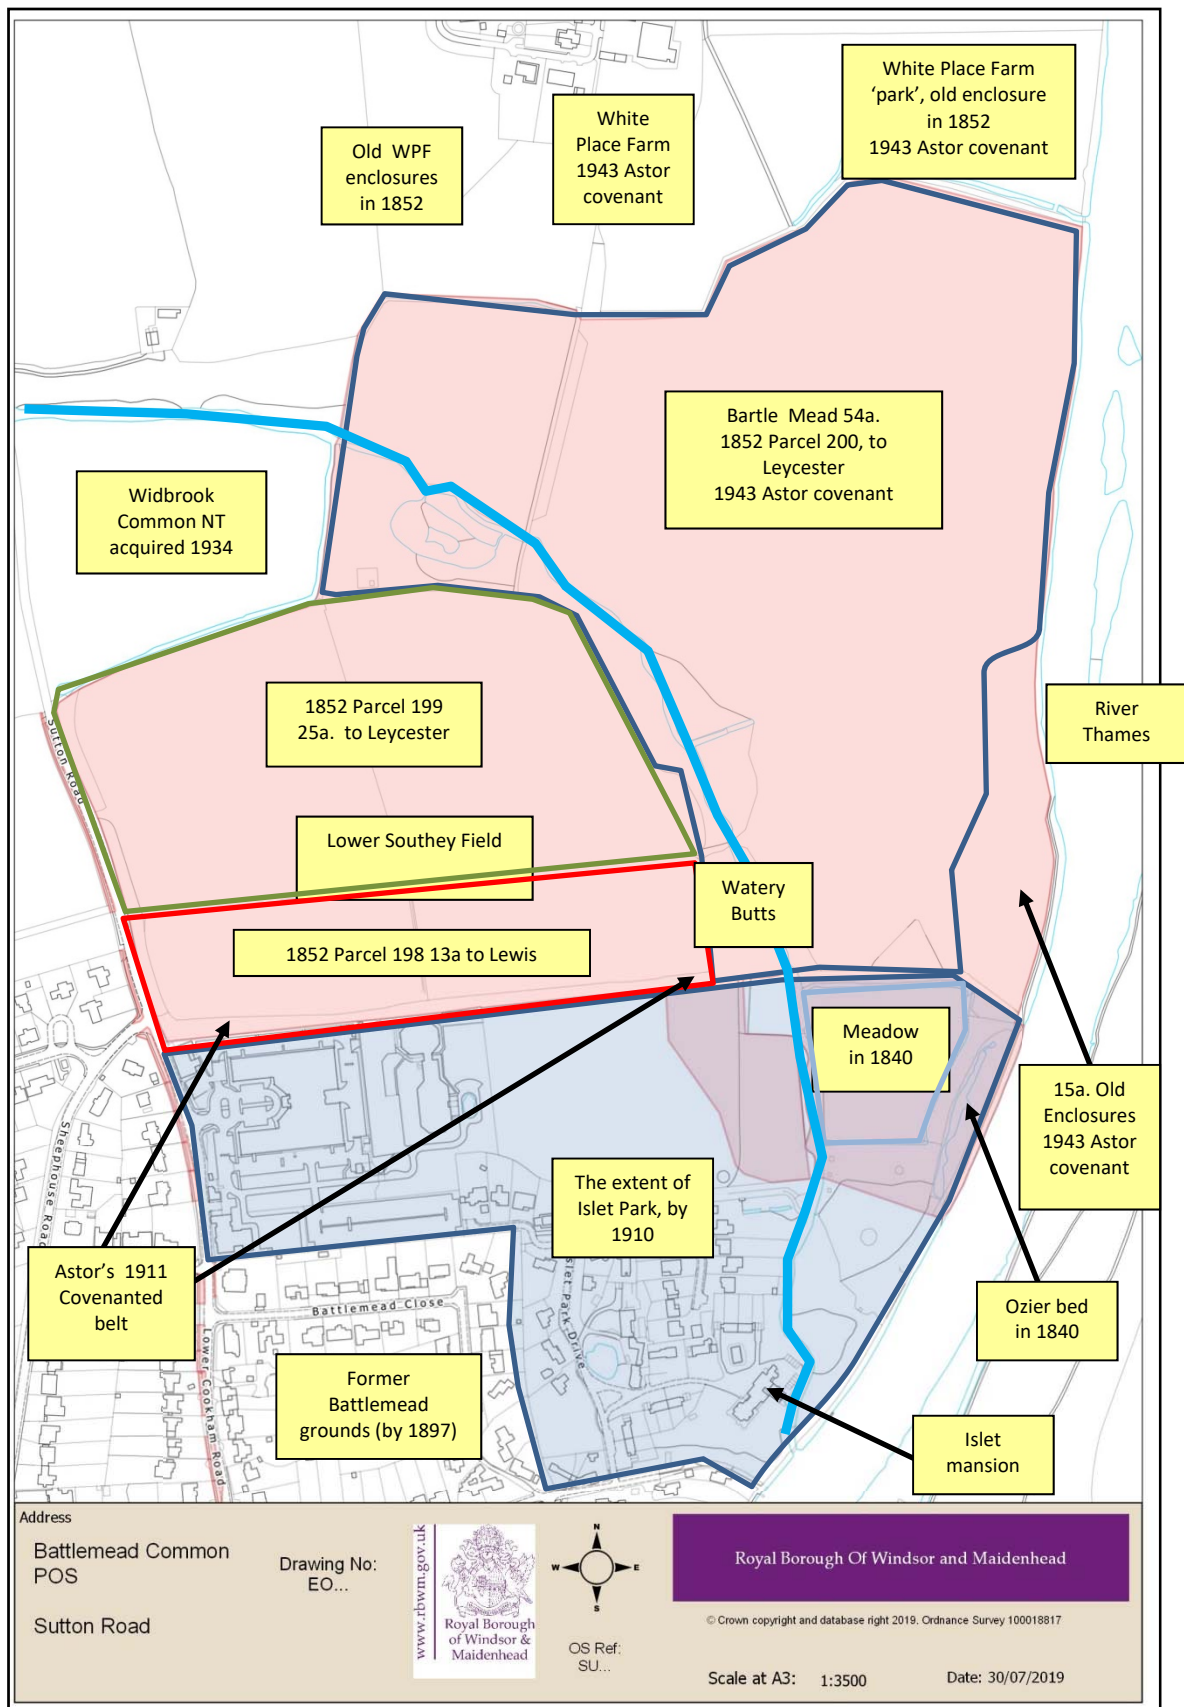 White Place Farm
'park', old enclosure
in 1852
1943 Astor covenant
White
Place Farm
1943 Astor
covenant
Old WPF
enclosures
in 1852
Bartle Mead 54a.
1852 Parcel 200, to
Leycester
1943 Astor covenant
Widbrook
Common NT
acquired 1934
1852 Parcel 199
25a. to Leycester
River
Thames
Sutton Road
Lower Southey Field
Watery
Butts
1852 Parcel 198 13a to Lewis
Meadow
in 1840
15a. Old
Enclosures
1943 Astor
covenant
Sheephouse Road
The extent of
Islet Park, by
1910
Astor's 1911
Covenanted
belt
Islet Park Drive
Battlemead Close
Ozier bed
in 1840
Lower Cookham Road
Former
Battlemead
grounds (by 1897)
Islet
mansion
Address
Battlemead Common
POS
Sutton Road
Drawing No:
EO...
www.rbwm.gov.uk
Royal Borough
of Windsor &
Maidenhead
N
W
E
S
OS Ref:
SU...
Royal Borough Of Windsor and Maidenhead
© Crown copyright and database right 2019. Ordnance Survey 100018817
Scale at A3: 1:3500
Date: 30/07/2019